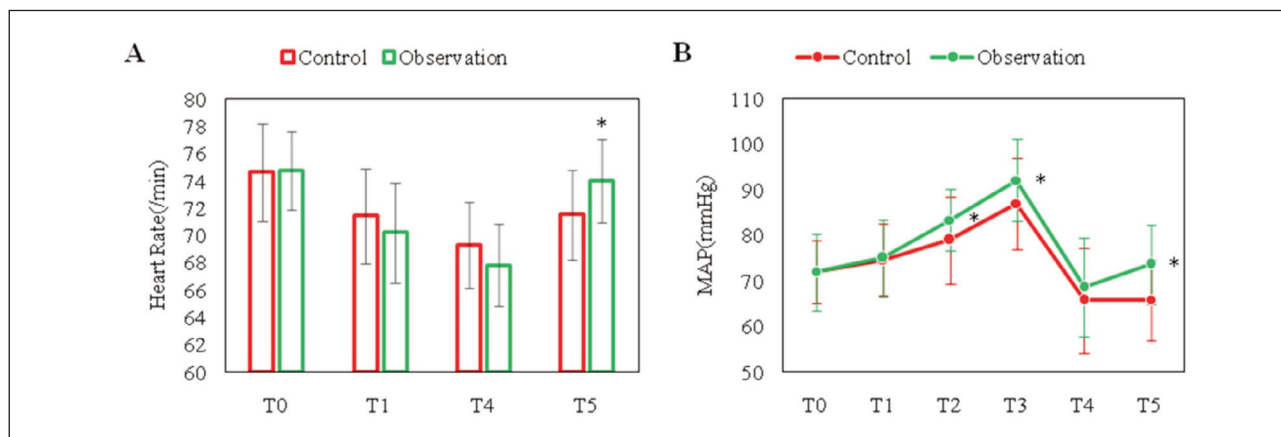 A
Control Observation
80
78
76
74
72
70
68
66
64
62
60
Heart Rate(/min)
*
T0 T1 T4 T5
B
Control Observation
110
100
90
80
70
60
50
MAP(mmHg)
*
*
*
T0 T1 T2 T3 T4 T5